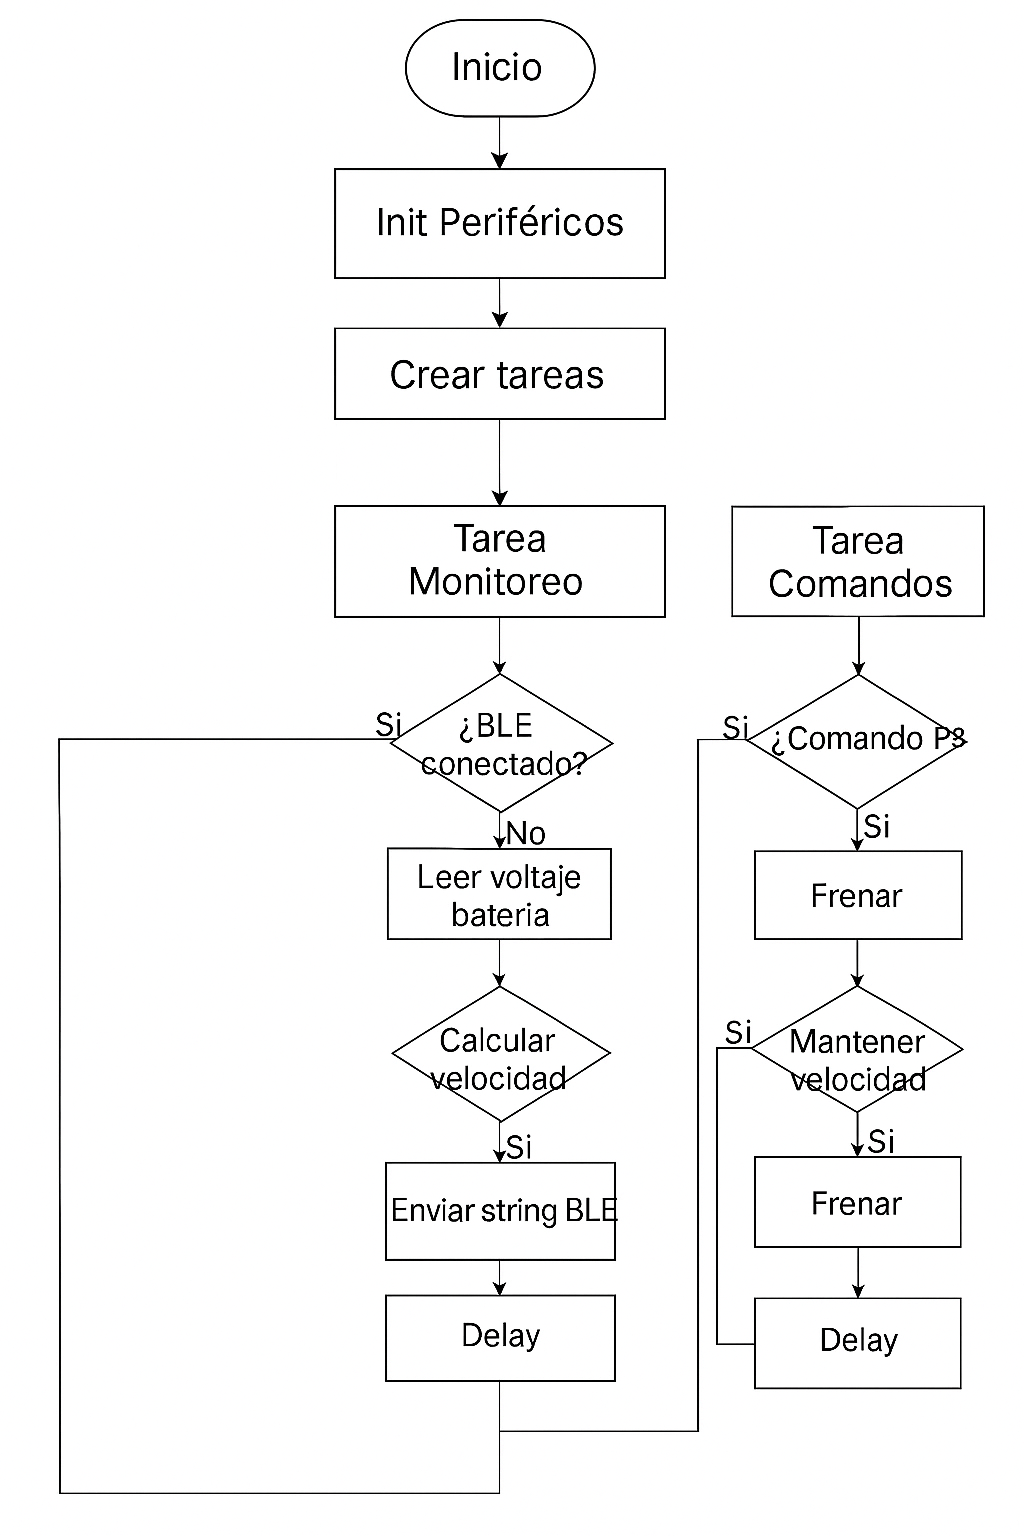 Inicio
Init Periféricos
Crear tareas
Tarea
Monitoreo
Si
¿BLE
conectado?
No
Leer voltaje
bateria
Calcular
velocidad
Si
Enviar string BLE
Delay
Tarea
Comandos
Si
¿Comando P?
Si
Frenar
Si
Mantener
velocidad
Si
Frenar
Delay